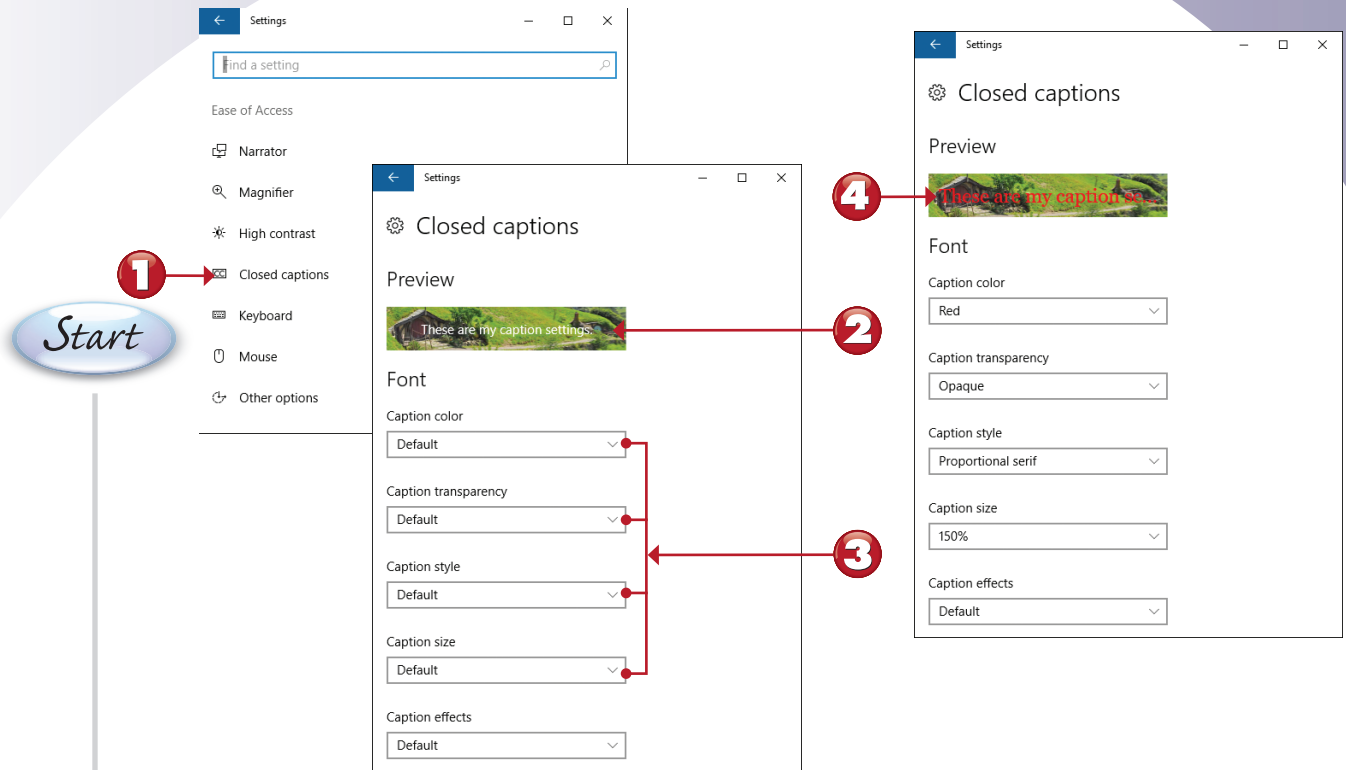 Settings
Find a setting
Ease of Access
Narrator
Magnifier
High contrast
1
Closed captions
Keyboard
Start
Mouse
Other options
Settings
Closed captions
Preview
These are my caption settings.
2
Font
Caption color
Default
Caption transparency
Default
3
Caption style
Default
Caption size
Default
Caption effects
Default
Settings
Closed captions
Preview
4
These are my caption se...
Font
Caption color
Red
Caption transparency
Opaque
Caption style
Proportional serif
Caption size
150%
Caption effects
Default